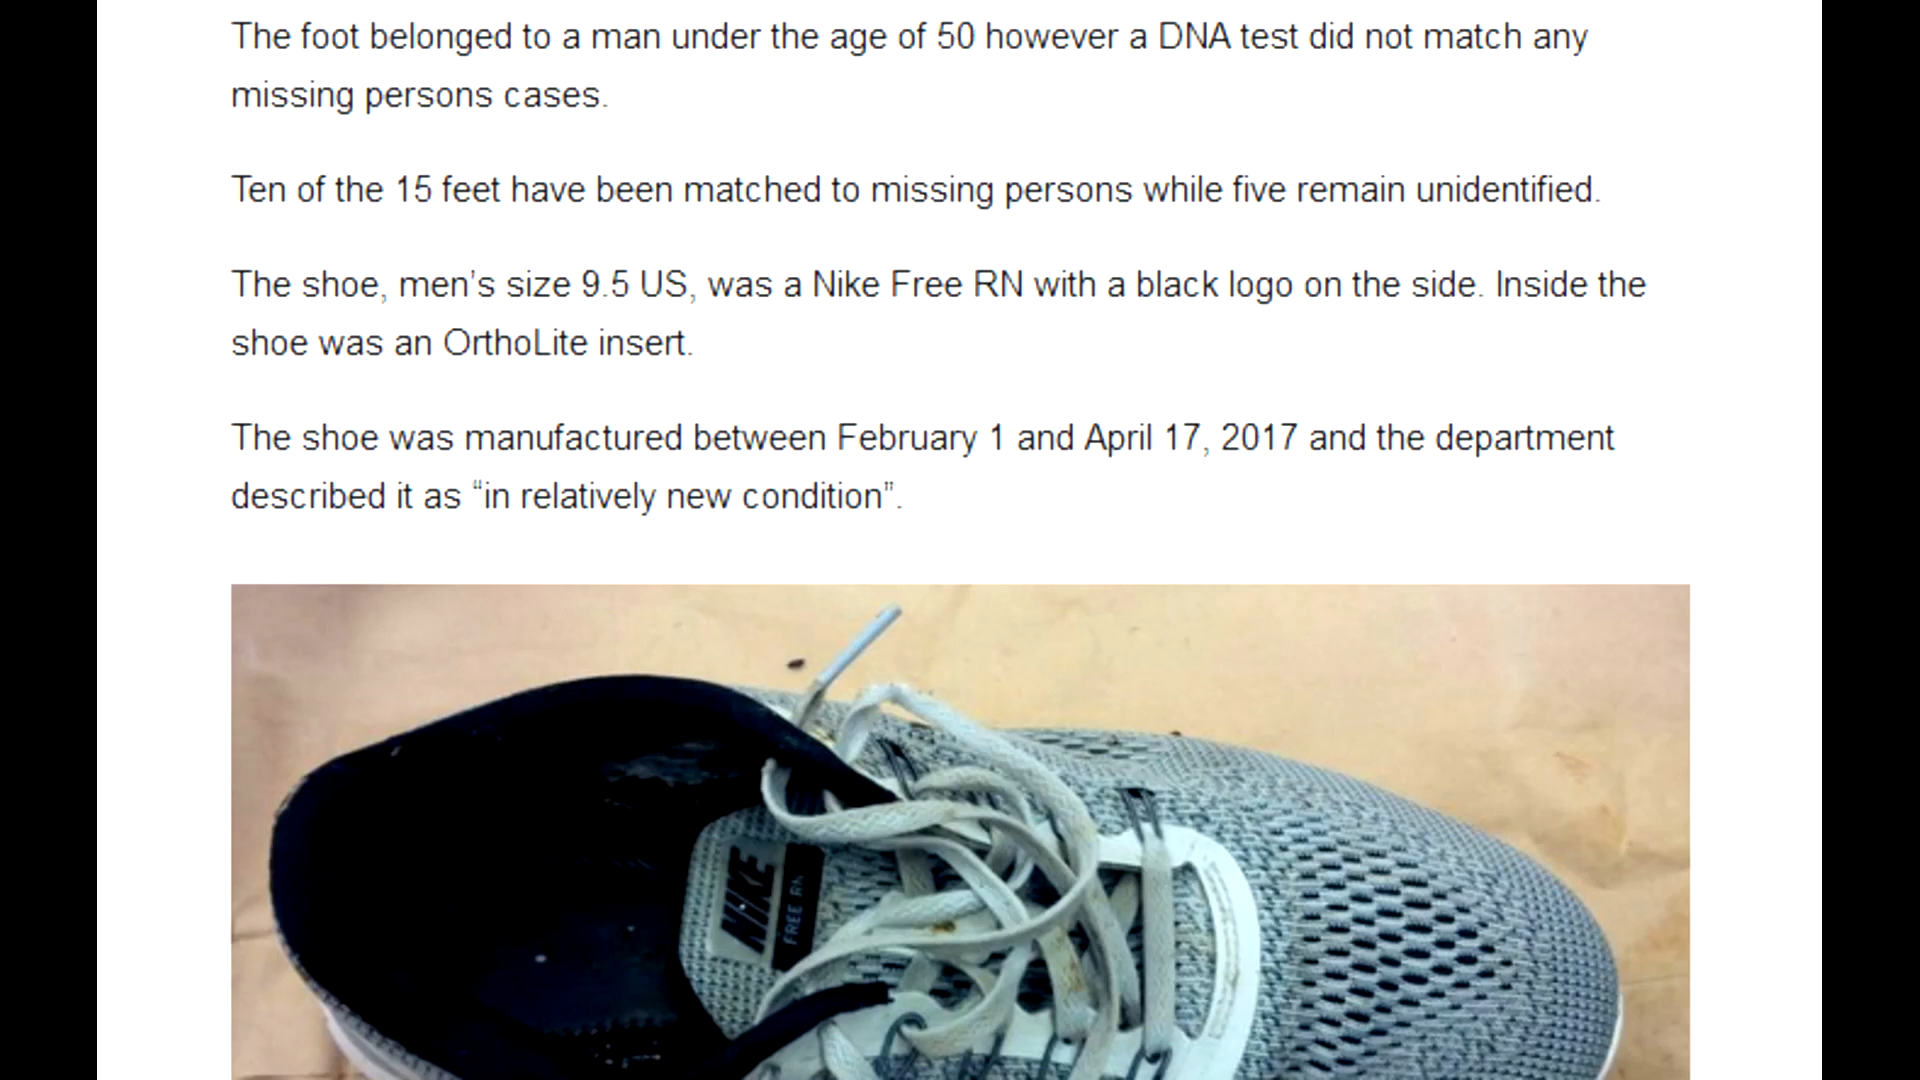 The foot belonged to a man under the age of 50 however a DNA test did not match any
missing persons cases.
Ten of the 15 feet have been matched to missing persons while five remain unidentified.
The shoe, men’s size 9.5 US, was a Nike Free RN with a black logo on the side. Inside the
shoe was an OrthoLite insert.
The shoe was manufactured between February 1 and April 17, 2017 and the department
described it as “in relatively new condition”.
NIKE
FREE RN